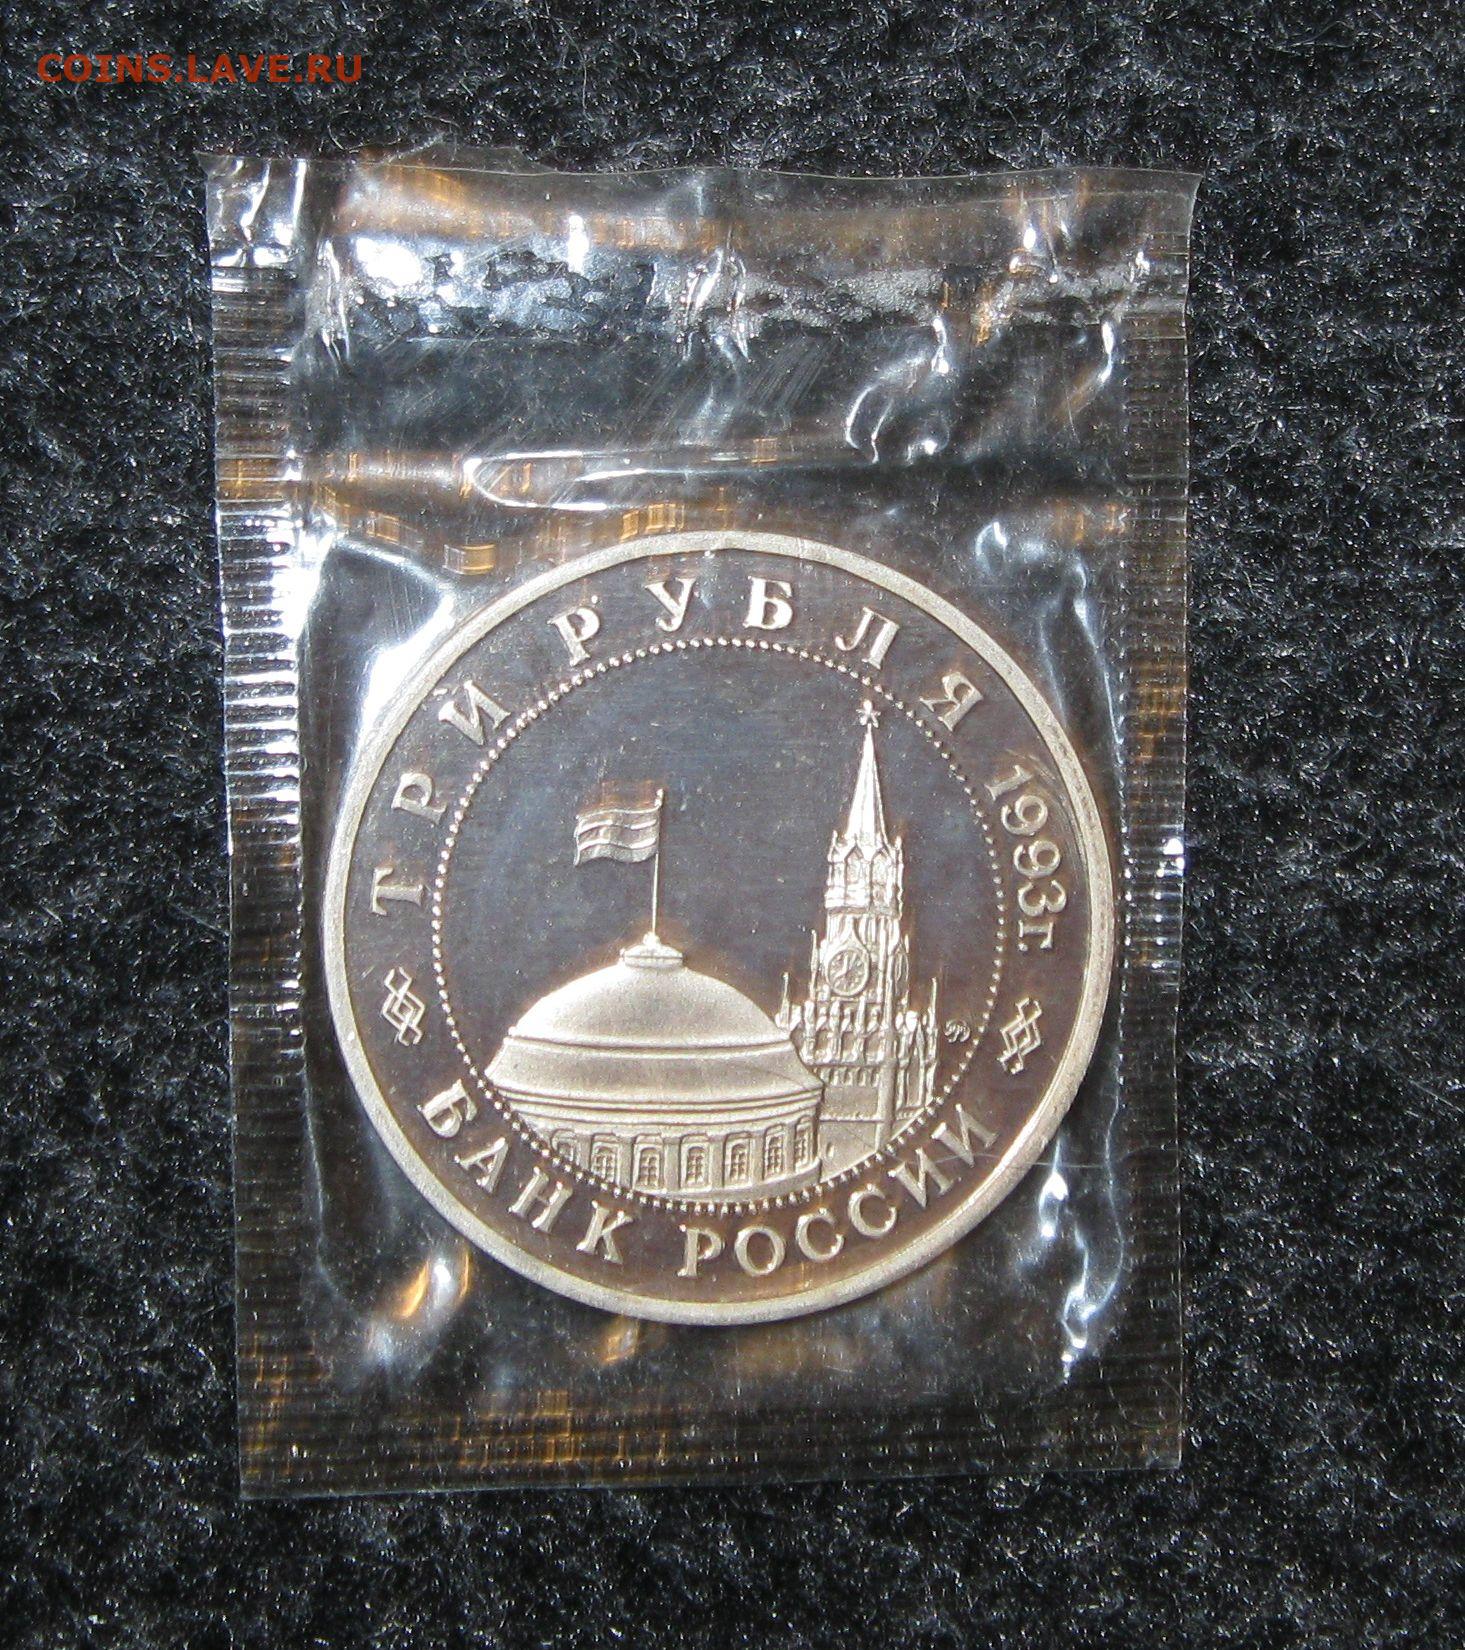 COINS.LAVE.RU
ТРИ РУБЛЯ 1993г.
БАНК РОССИИ